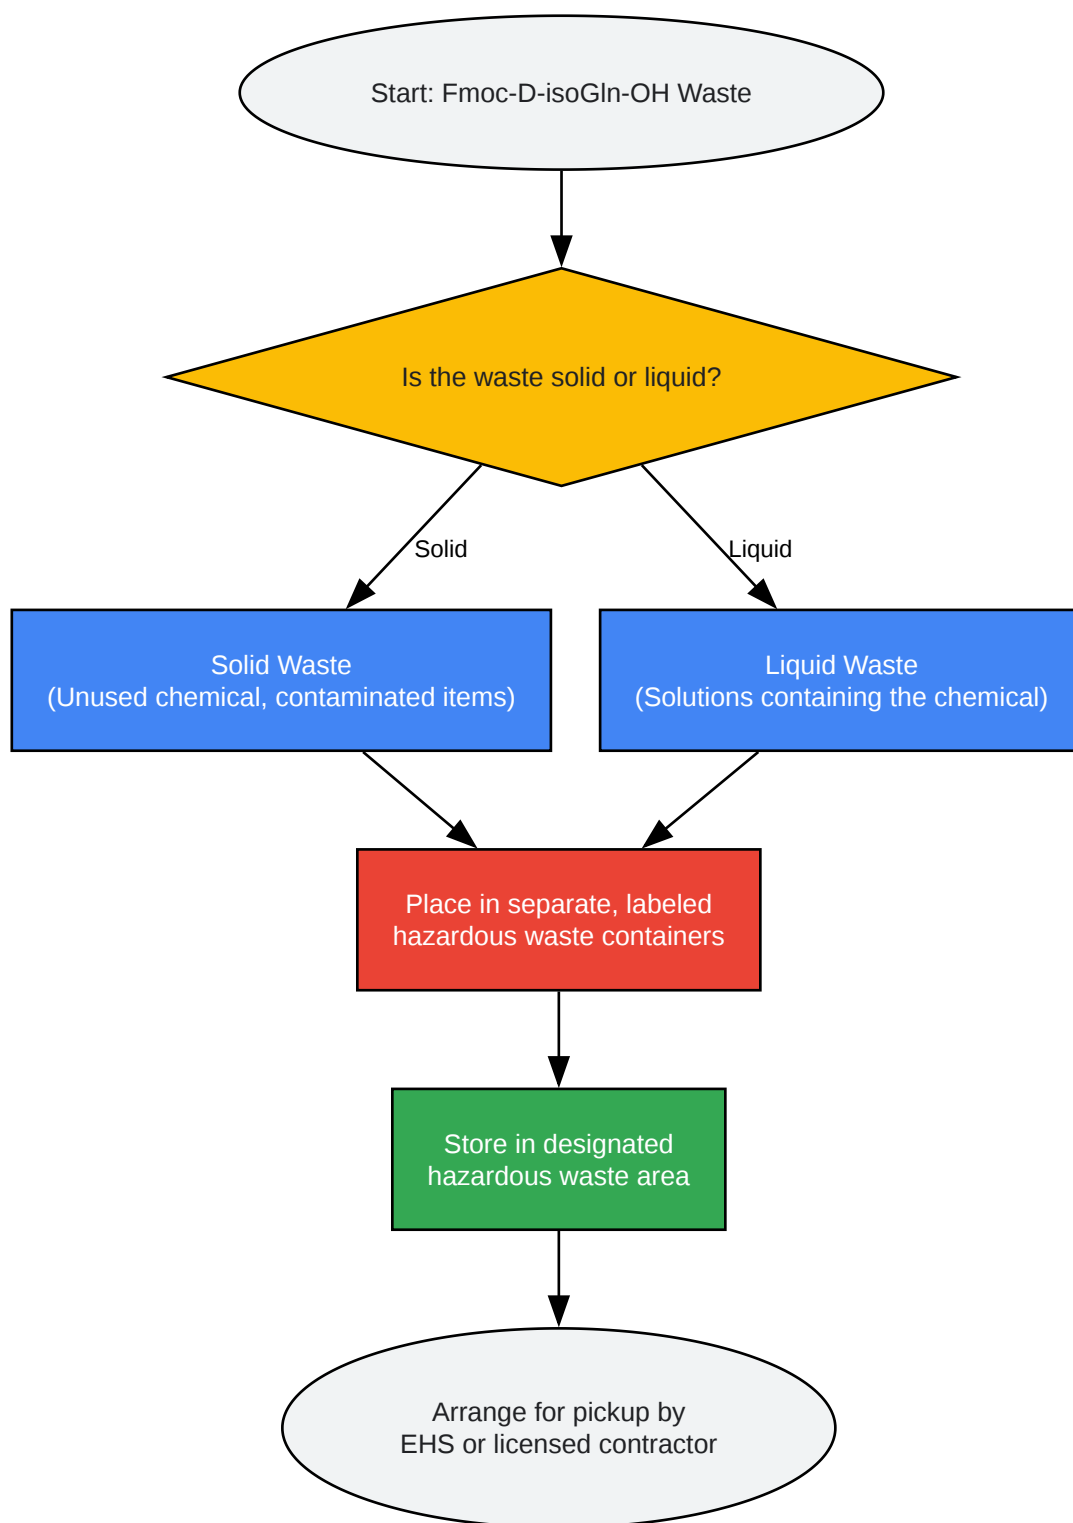 Start: Fmoc-D-isoGln-OH Waste
Is the waste solid or liquid?
Solid
Liquid
Solid Waste
(Unused chemical, contaminated items)
Liquid Waste
(Solutions containing the chemical)
Place in separate, labeled
hazardous waste containers
Store in designated
hazardous waste area
Arrange for pickup by
EHS or licensed contractor